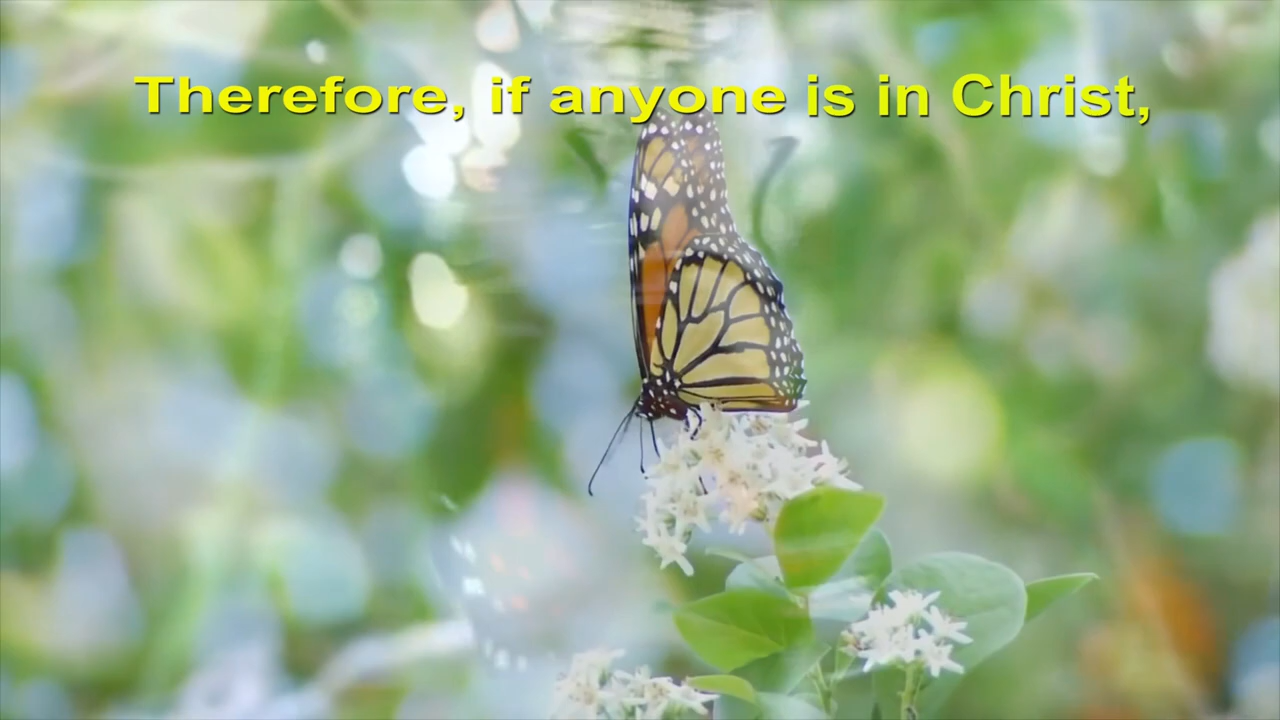 Therefore, if anyone is in Christ,